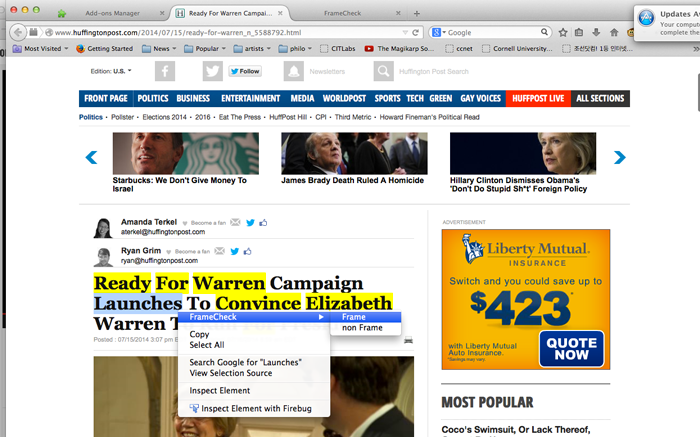 Add-ons Manager
Ready For Warren Campai...
FrameCheck
Updates A
Your compute
complete the
www.huffingtonpost.com/2014/07/15/ready-for-warren_n_5588792.html
Google
Most Visited
News
Popular
artic
philo
CITLabs
The Magikarp So...
ccnet
Cornell University...
Edition: U.S.
Follow
Newsletters
Huffington Post Search
FRONT PAGE
POLITICS
BUSINESS
ENTERTAINMENT
MEDIA
WORLDPOST
SPORTS
TECH
GREEN
GAY VOICES
HUFFPOST LIVE
ALL SECTIONS
Politics • Pollster • Elections 2014 • 2016 • Eat The Press • HuffPost Hill • CPI • Third Metric • Howard Fineman's Political Read
Starbucks: We Don't Give Money To
Israel
James Brady Death Ruled A Homicide
Hillary Clinton Dismisses Obama's
'Don't Do Stupid Sh*t' Foreign Policy
Amanda Terkel
Become a fan
aterkel@huffingtonpost.com
Ryan Grim
Become a fan
ryan@huffingtonpost.com
Ready For Warren Campaign
Launches To Convince Elizabeth
Warren
Posted: 07/15/2014 3:07 pm
FrameCheck
Frame
non Frame
Copy
Select All
Search Google for "Launches"
View Selection Source
Inspect Element
Inspect Element with Firebug
ADVERTISEMENT
Liberty Mutual.
INSURANCE
Switch and you could save up to
$423*
with Liberty Mutual
Auto Insurance.
*Savings may vary.
QUOTE
NOW
MOST POPULAR
Coco's Swimsuit, Or Lack Thereof,